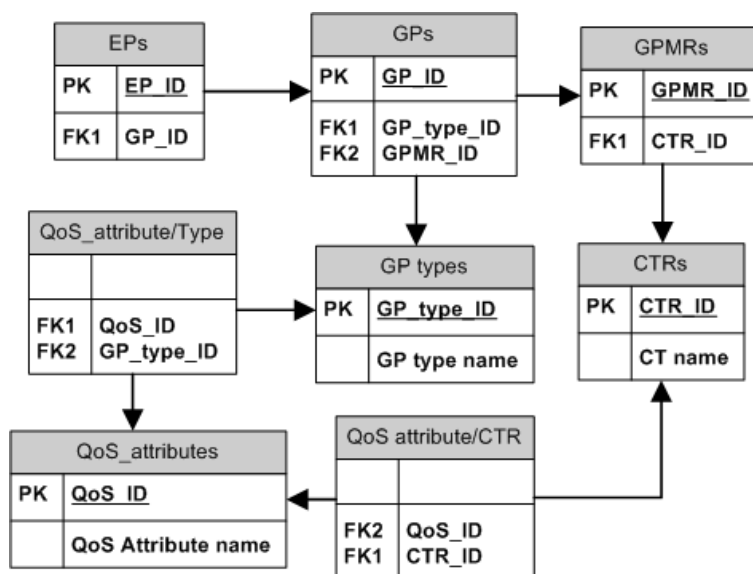 EPs
PK EP_ID
FK1 GP_ID
GPs
PK GP_ID
FK1 GP_type_ID
FK2 GPMR_ID
GPMRs
PK GPMR_ID
FK1 CTR_ID
QoS_attribute/Type
FK1 QoS_ID
FK2 GP_type_ID
GP types
PK GP_type_ID
GP type name
CTRs
PK CTR_ID
CT name
QoS_attributes
PK QoS_ID
QoS Attribute name
QoS attribute/CTR
FK2 QoS_ID
FK1 CTR_ID